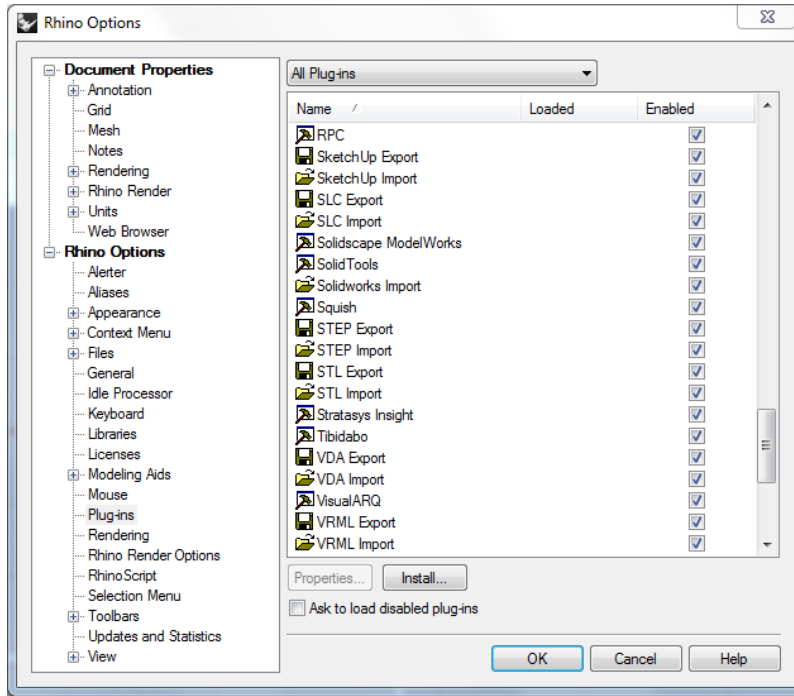 Rhino Options
Document Properties
Annotation
Grid
Mesh
Notes
Rendering
Rhino Render
Units
Web Browser
Rhino Options
Alerter
Aliases
Appearance
Context Menu
Files
General
Idle Processor
Keyboard
Libraries
Licenses
Modeling Aids
Mouse
Plug-ins
Rendering
Rhino Render Options
RhinoScript
Selection Menu
Toolbars
Updates and Statistics
View
All Plug-ins
Name Loaded Enabled
RPC
SketchUp Export
SketchUp Import
SLC Export
SLC Import
Solidscape ModelWorks
SolidTools
Solidworks Import
Squish
STEP Export
STEP Import
STL Export
STL Import
Stratasys Insight
Tibidabo
VDA Export
VDA Import
VisualARQ
VRML Export
VRML Import
Properties... Install...
Ask to load disabled plug-ins
OK Cancel Help